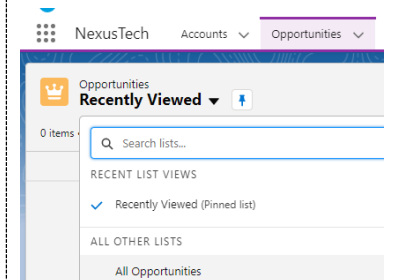 NexusTech Accounts Opportunities
Opportunities
Recently Viewed
0 items •
Search lists...
RECENT LIST VIEWS
Recently Viewed (Pinned list)
ALL OTHER LISTS
All Opportunities